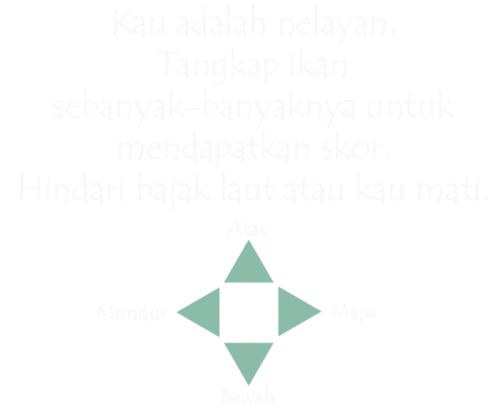 Kau adalah nelayan.
Tangkap ikan
sebanyak-banyaknya untuk
mendapatkan skor.
Hindari bajak laut atau kau mati.
Atas
Mundur
Maju
Bawah